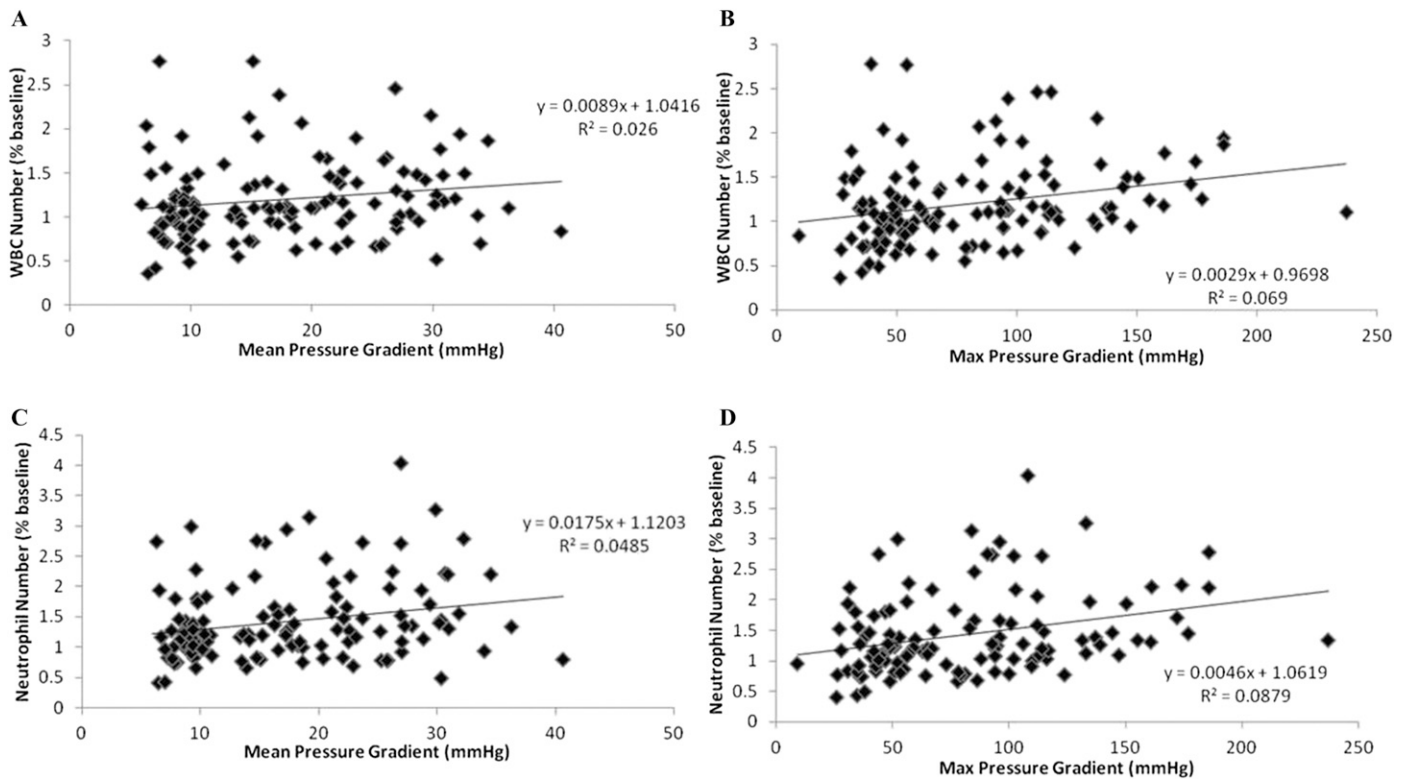 A
WBC Number (% baseline)
3
2.5
2
1.5
1
0.5
0
y = 0.0089x + 1.0416
R² = 0.026
0 10 20 30 40 50
Mean Pressure Gradient (mmHg)
B
WBC Number (% baseline)
3
2.5
2
1.5
1
0.5
0
y = 0.0029x + 0.9698
R² = 0.069
0 50 100 150 200 250
Max Pressure Gradient (mmHg)
C
Neutrophil Number (% baseline)
4.5
4
3.5
3
2.5
2
1.5
1
0.5
0
y = 0.0175x + 1.1203
R² = 0.0485
0 10 20 30 40 50
Mean Pressure Gradient (mmHg)
D
Neutrophil Number (% baseline)
4.5
4
3.5
3
2.5
2
1.5
1
0.5
0
y = 0.0046x + 1.0619
R² = 0.0879
0 50 100 150 200 250
Max Pressure Gradient (mmHg)